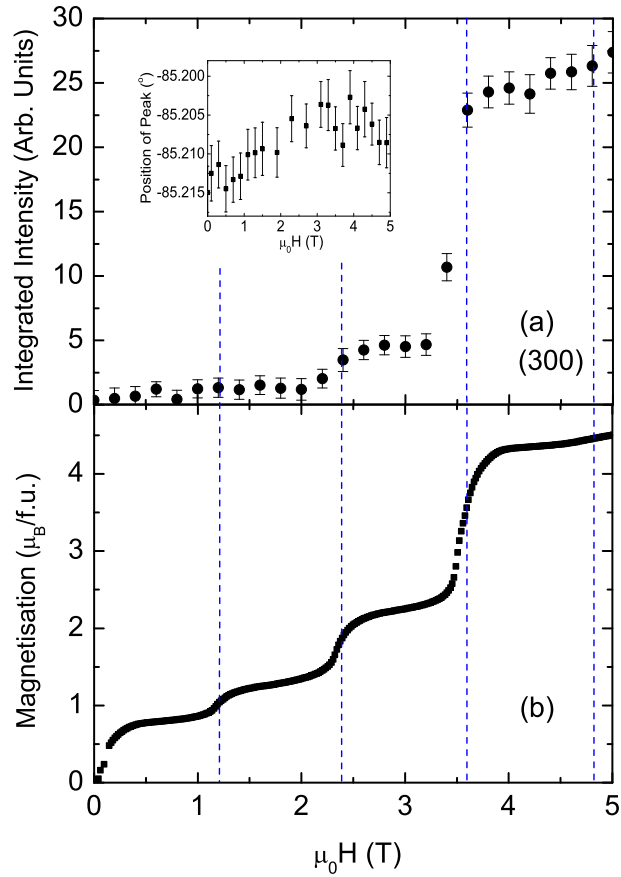 30
25
20
15
10
5
0
Integrated Intensity (Arb. Units)
-85.200
-85.205
-85.210
-85.215
Position of Peak (°)
0 1 2 3 4 5
μ0H (T)
(a)
(300)
4
3
2
1
0
Magnetisation (μB/f.u.)
(b)
0 1 2 3 4 5
μ0H (T)